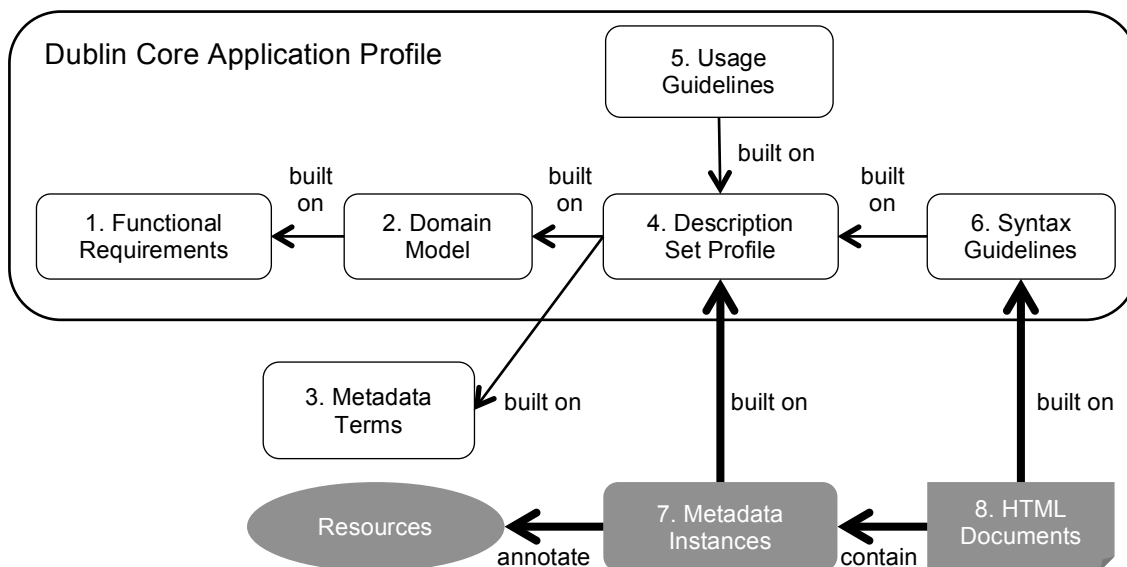 Dublin Core Application Profile
5. Usage
Guidelines
built on
built
on
built
on
built
on
1. Functional
Requirements
2. Domain
Model
4. Description
Set Profile
6. Syntax
Guidelines
3. Metadata
Terms
built on
built on
built on
Resources
annotate
7. Metadata
Instances
contain
8. HTML
Documents